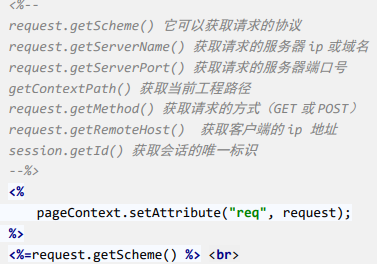 <%--
request.getScheme() 它可以获取请求的协议
request.getServerName() 获取请求的服务器 ip 或域名
request.getServerPort() 获取请求的服务器端口号
getContextPath() 获取当前工程路径
request.getMethod() 获取请求的方式（GET 或 POST）
request.getRemoteHost() 获取客户端的 ip 地址
session.getId() 获取会话的唯一标识
--%>
<%
pageContext.setAttribute("req", request);
%>
<%=request.getScheme() %> <br>